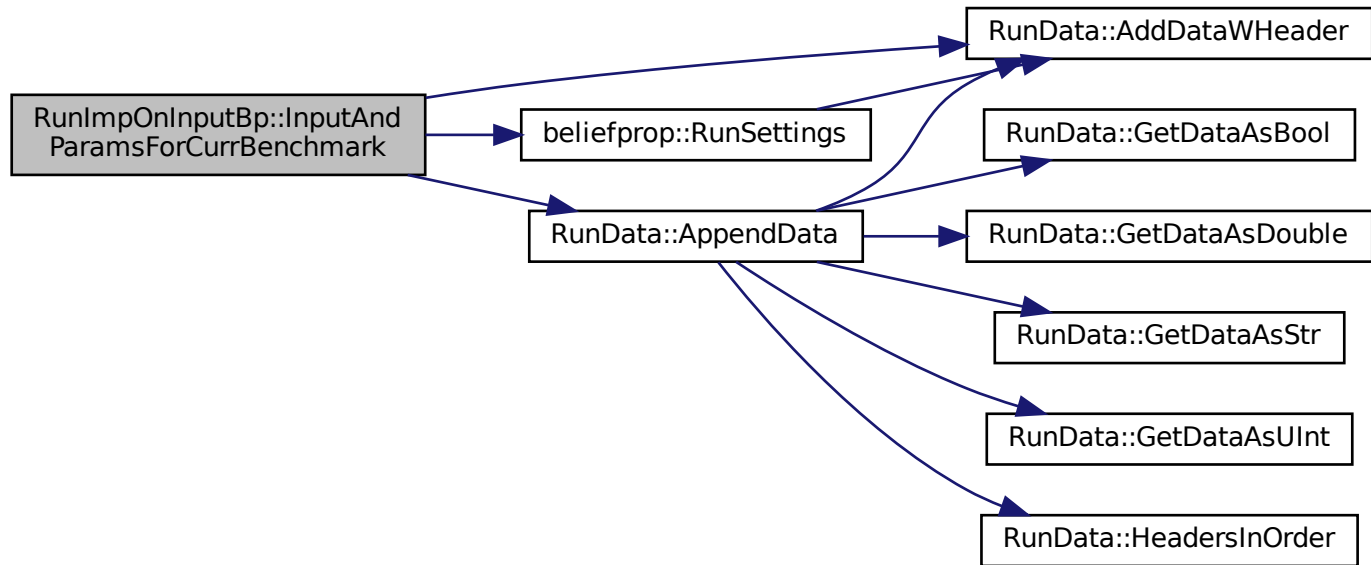 RunImpOnInputBp::InputAnd
ParamsForCurrBenchmark
beliefprop::RunSettings
RunData::AppendData
RunData::AddDataWHeader
RunData::GetDataAsBool
RunData::GetDataAsDouble
RunData::GetDataAsStr
RunData::GetDataAsUInt
RunData::HeadersInOrder